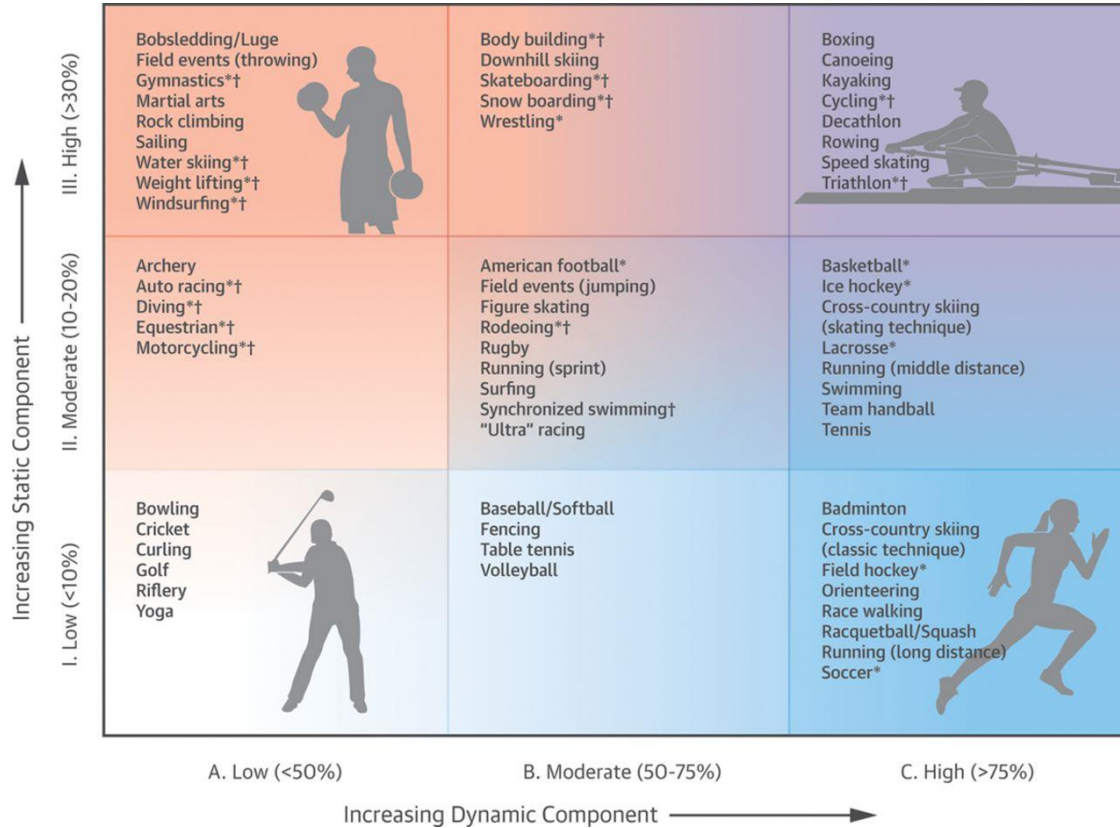 Increasing Static Component
III. High (>30%)
Bobsledding/Luge
Field events (throwing)
Gymnastics*†
Martial arts
Rock climbing
Sailing
Water skiing*†
Weight lifting*†
Windsurfing*†
Body building*†
Downhill skiing
Skateboarding*†
Snow boarding*†
Wrestling*
Boxing
Canoeing
Kayaking
Cycling*†
Decathlon
Rowing
Speed skating
Triathlon*†
II. Moderate (10-20%)
Archery
Auto racing*†
Diving*†
Equestrian*†
Motorcycling*†
American football*
Field events (jumping)
Figure skating
Rodeoing*†
Rugby
Running (sprint)
Surfing
Synchronized swimming†
“Ultra” racing
Basketball*
Ice hockey*
Cross-country skiing
(skating technique)
Lacrosse*
Running (middle distance)
Swimming
Team handball
Tennis
I. Low (<10%)
Bowling
Cricket
Curling
Golf
Riflery
Yoga
Baseball/Softball
Fencing
Table tennis
Volleyball
Badminton
Cross-country skiing
(classic technique)
Field hockey*
Orienteering
Race walking
Racquetball/Squash
Running (long distance)
Soccer*
A. Low (<50%)
B. Moderate (50-75%)
C. High (>75%)
Increasing Dynamic Component